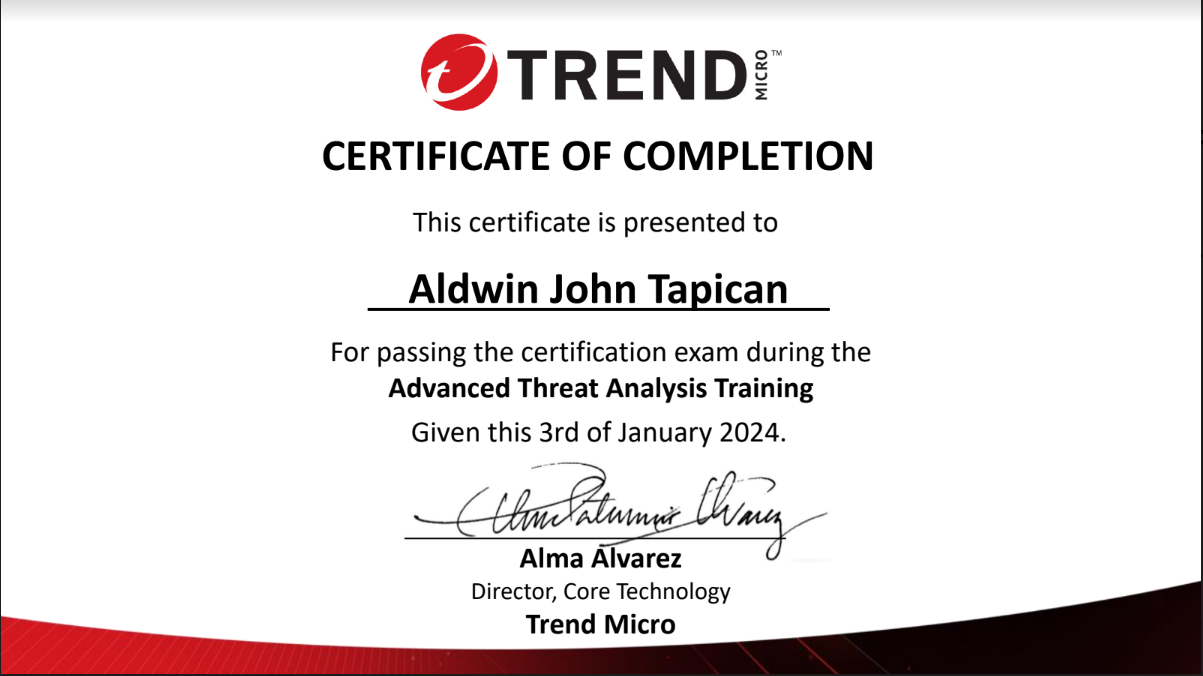 TREND MICRO™
CERTIFICATE OF COMPLETION
This certificate is presented to
Aldwin John Tapican
For passing the certification exam during the
Advanced Threat Analysis Training
Given this 3rd of January 2024.
Alma Alvarez
Director, Core Technology
Trend Micro